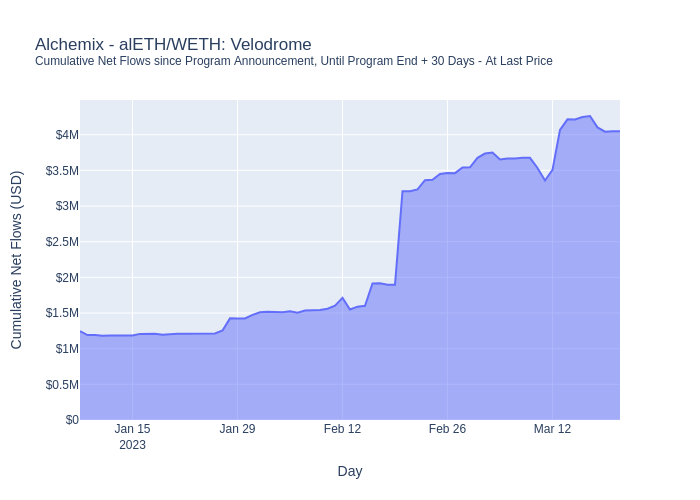 Alchemix - alETH/WETH: Velodrome
Cumulative Net Flows since Program Announcement, Until Program End + 30 Days - At Last Price
Cumulative Net Flows (USD)
$4M
$3.5M
$3M
$2.5M
$2M
$1.5M
$1M
$0.5M
$0
Jan 15
2023
Jan 29
Feb 12
Feb 26
Mar 12
Day